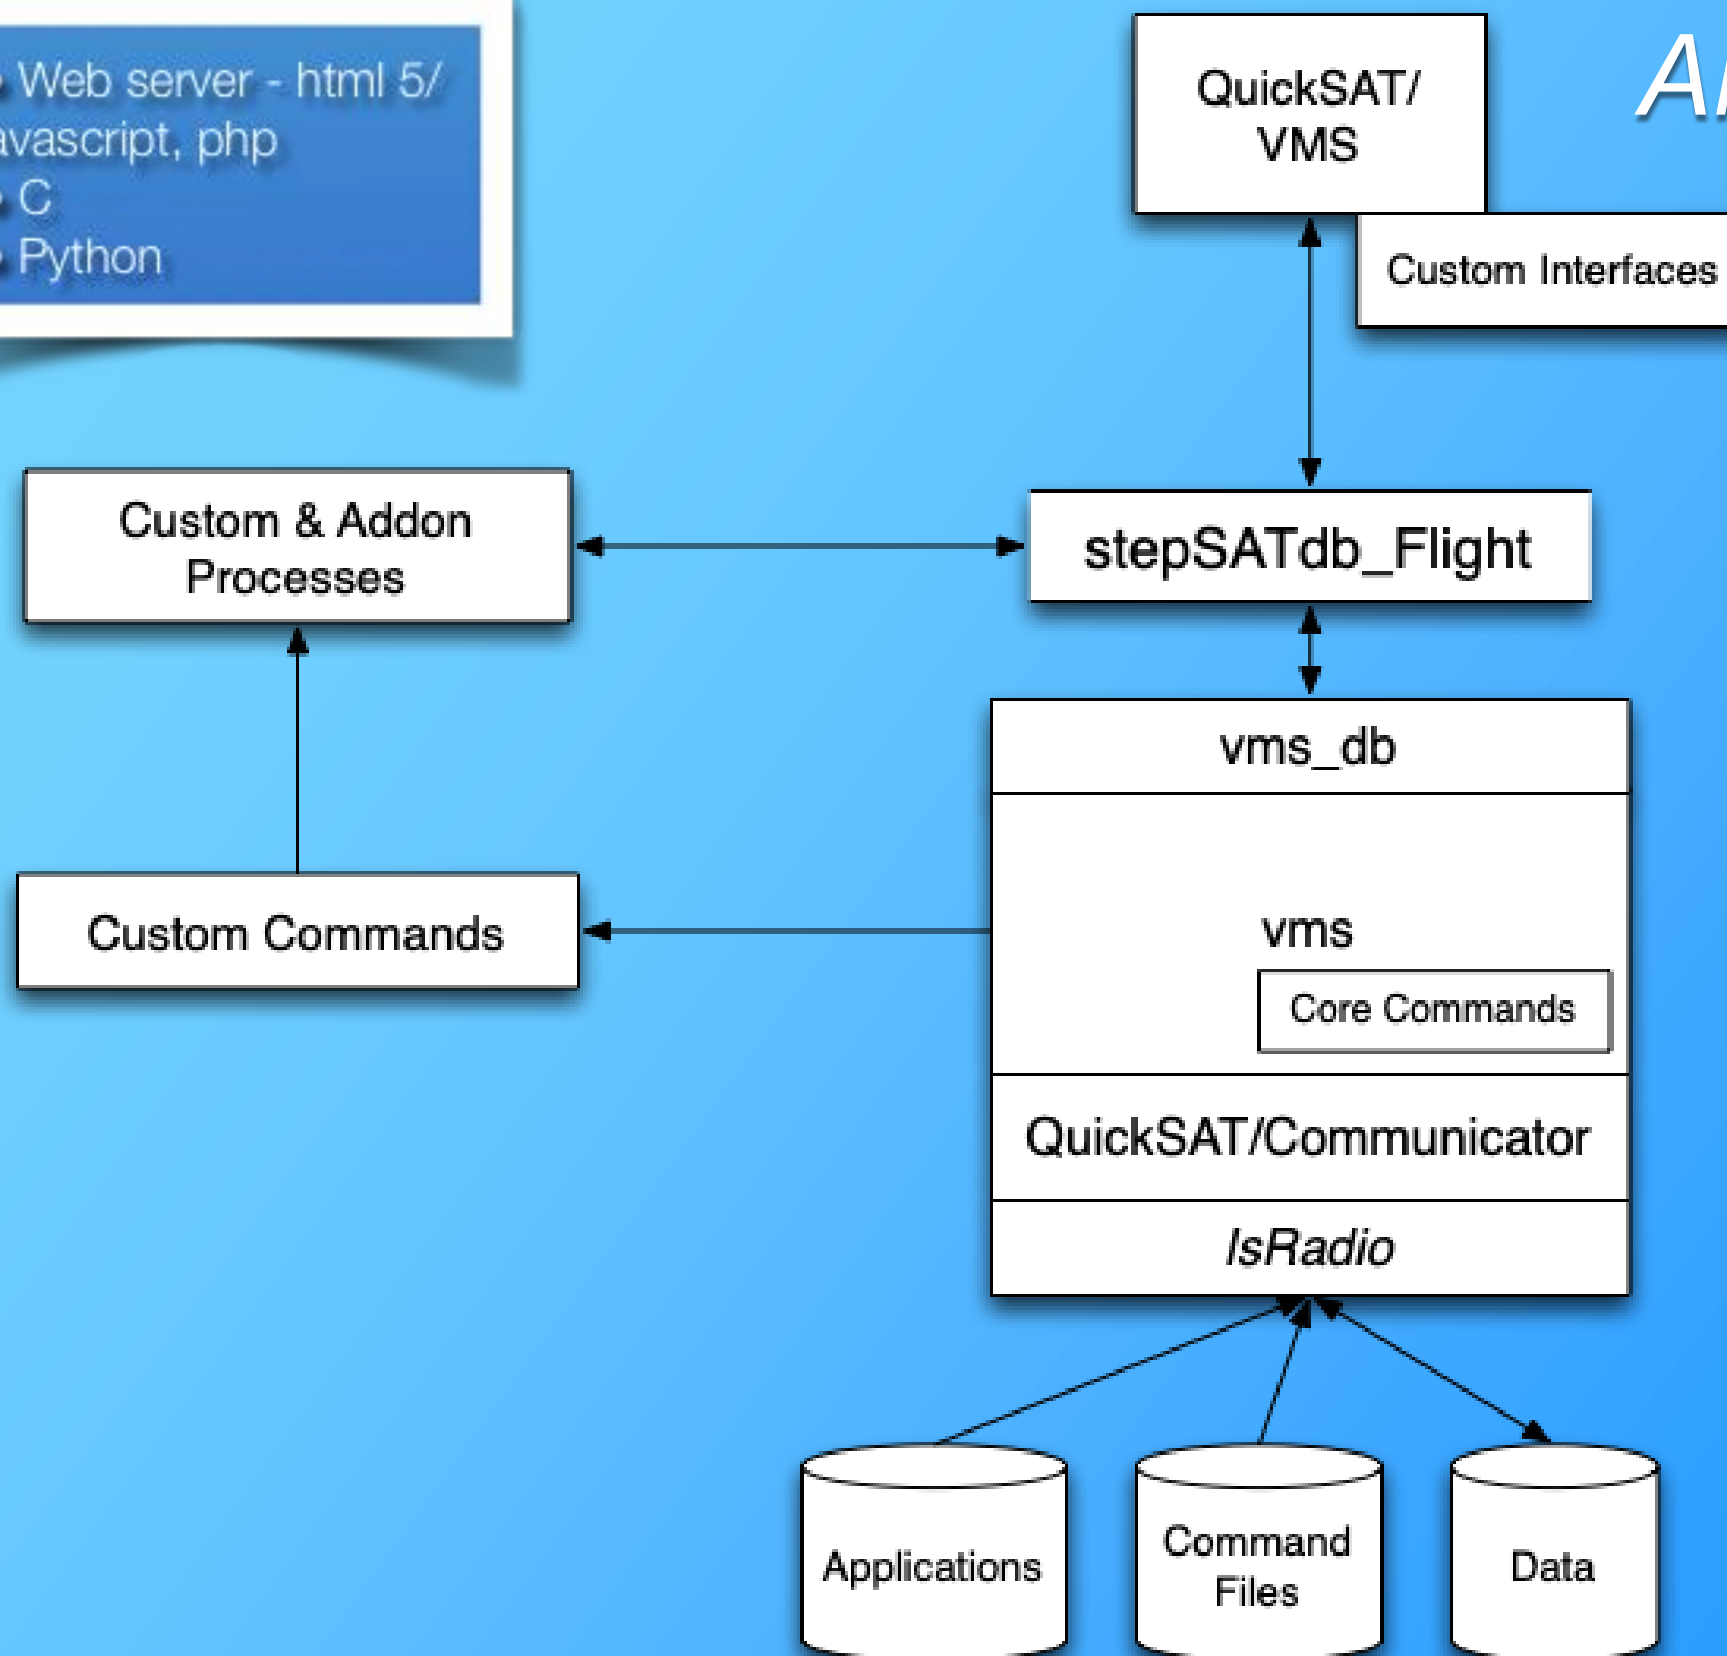 Web server - html 5/
avascript, php
C
Python
QuickSAT/
VMS
Custom Interfaces
Custom & Addon
Processes
stepSATdb_Flight
vms_db
Custom Commands
vms
Core Commands
QuickSAT/Communicator
IsRadio
Applications
Command
Files
Data